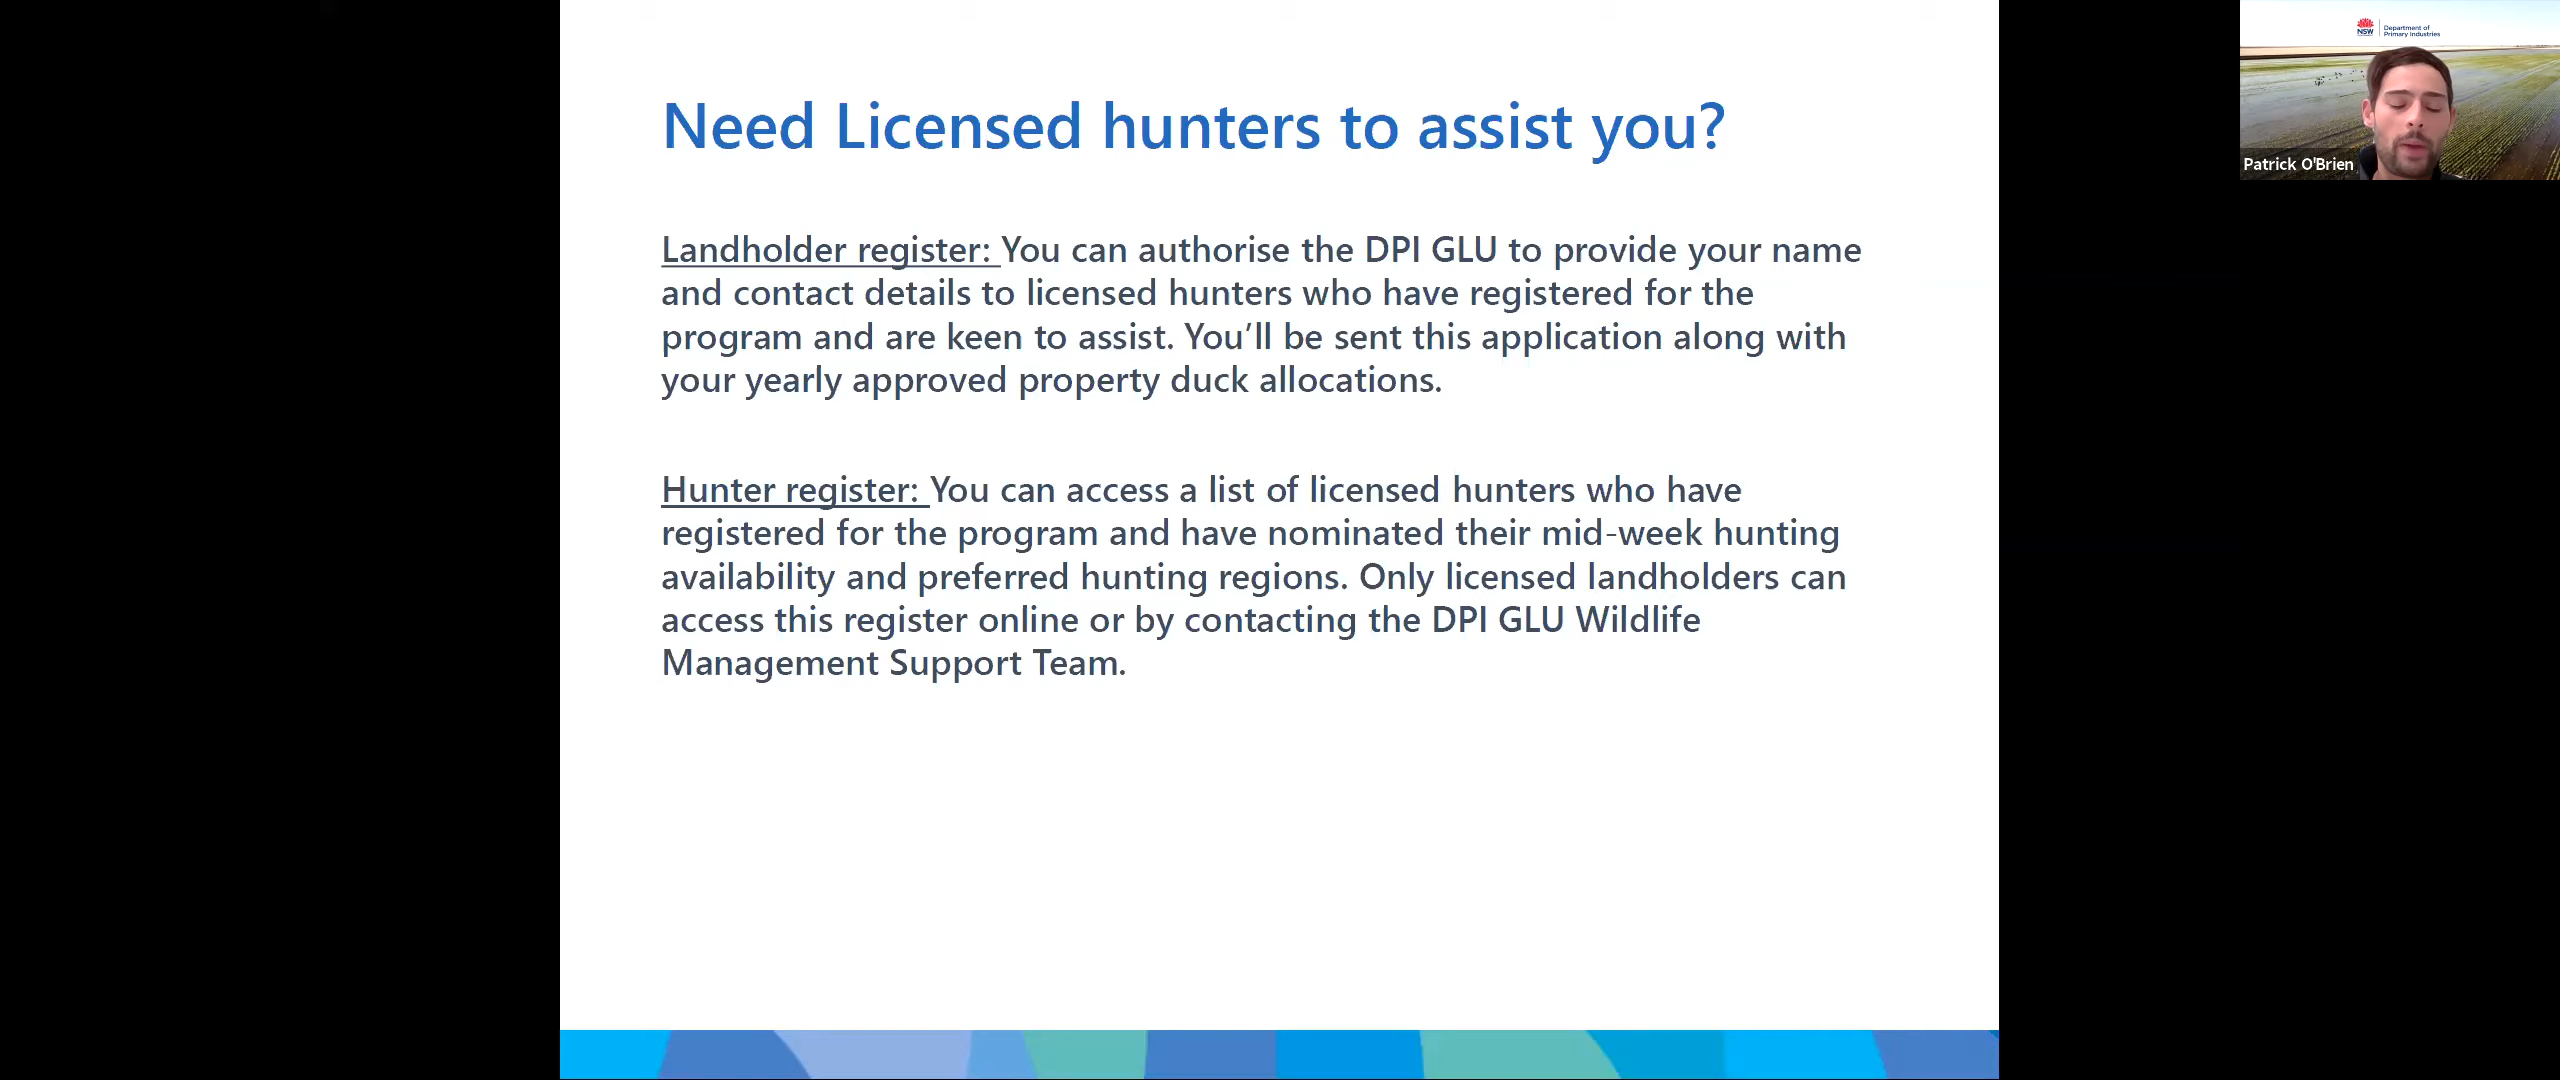 Need Licensed hunters to assist you?
Landholder register: You can authorise the DPI GLU to provide your name
and contact details to licensed hunters who have registered for the
program and are keen to assist. You’ll be sent this application along with
your yearly approved property duck allocations.
Hunter register: You can access a list of licensed hunters who have
registered for the program and have nominated their mid-week hunting
availability and preferred hunting regions. Only licensed landholders can
access this register online or by contacting the DPI GLU Wildlife
Management Support Team.
NSW
Department of
Primary Industries
Patrick O'Brien